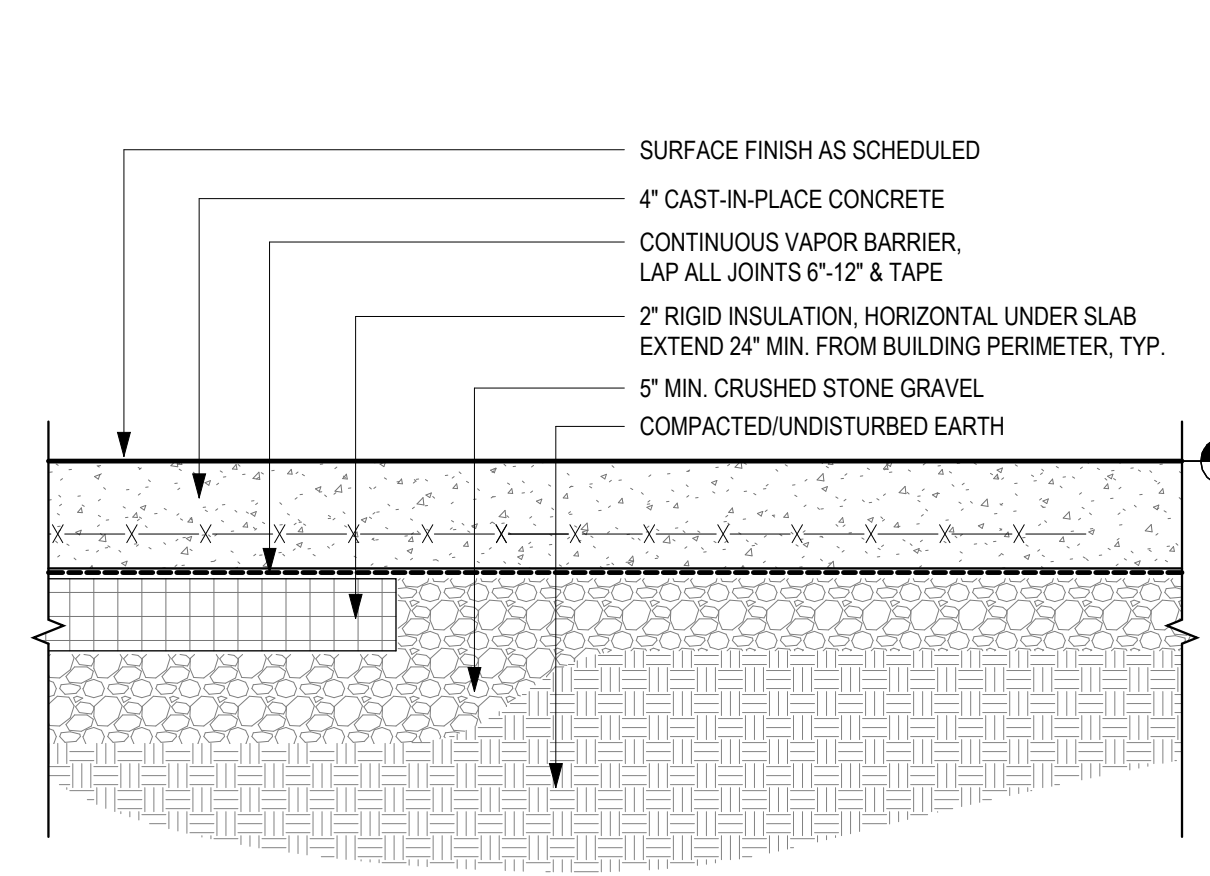 SURFACE FINISH AS SCHEDULED
4" CAST-IN-PLACE CONCRETE
CONTINUOUS VAPOR BARRIER,
LAP ALL JOINTS 6"-12" & TAPE
2" RIGID INSULATION, HORIZONTAL UNDER SLAB
EXTEND 24" MIN. FROM BUILDING PERIMETER, TYP.
5" MIN. CRUSHED STONE GRAVEL
COMPACTED/UNDISTURBED EARTH